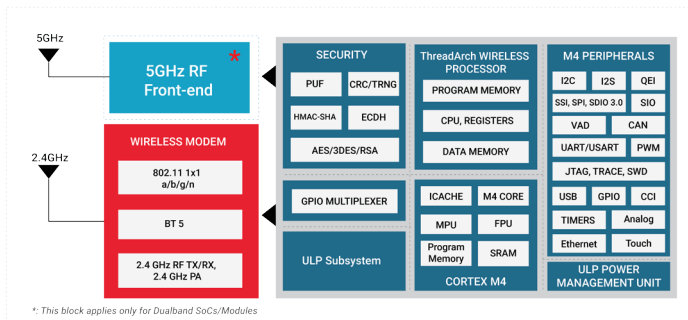 5GHz
5GHz RF
Front-end
*
WIRELESS MODEM
2.4GHz
802.11 1x1
a/b/g/n
BT 5
2.4 GHz RF TX/RX,
2.4 GHz PA
SECURITY
PUF
CRC/TRNG
HMAC-SHA
ECDH
AES/3DES/RSA
GPIO MULTIPLEXER
ULP Subsystem
ThreadArch WIRELESS
PROCESSOR
PROGRAM MEMORY
CPU, REGISTERS
DATA MEMORY
ICACHE
M4 CORE
MPU
FPU
Program
Memory
SRAM
CORTEX M4
M4 PERIPHERALS
I2C
I2S
QEI
SSI, SPI, SDIO 3.0
SIO
VAD
CAN
UART/USART
PWM
JTAG, TRACE, SWD
USB
GPIO
CCI
TIMERS
Analog
Ethernet
Touch
ULP POWER
MANAGEMENT UNIT
*: This block applies only for Dualband SoCs/Modules